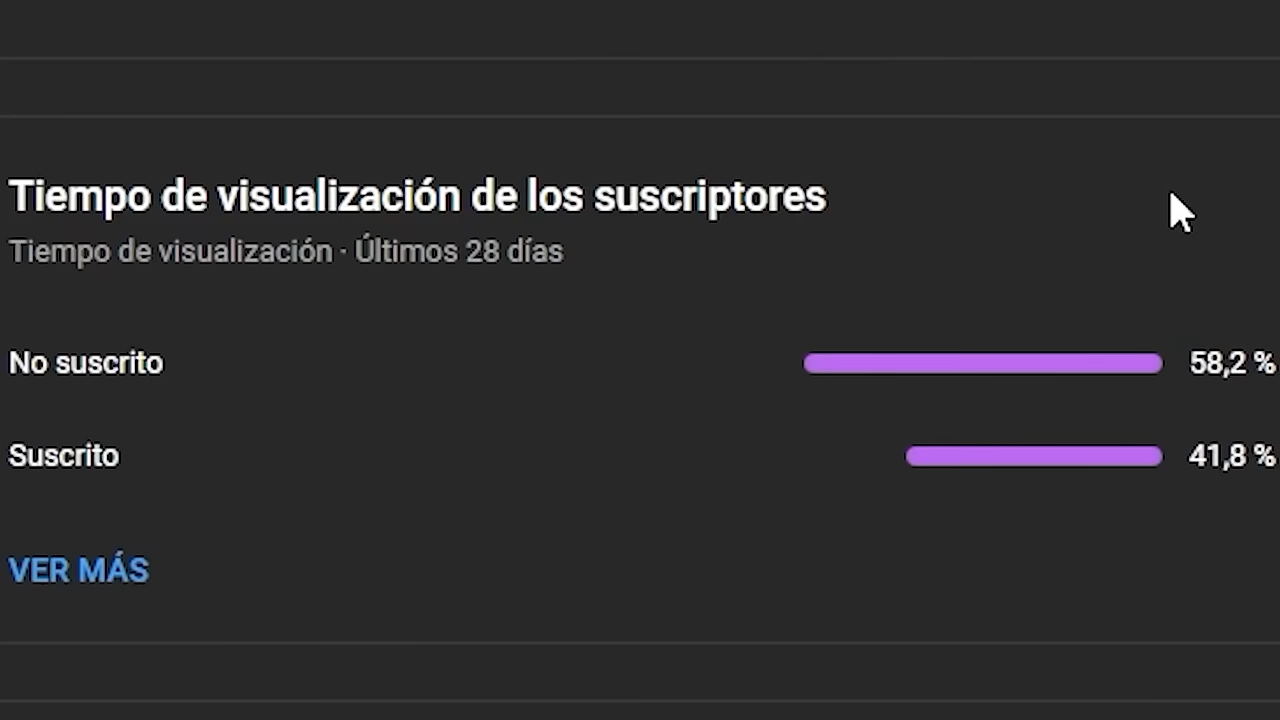 Tiempo de visualización de los suscriptores
Tiempo de visualización · Últimos 28 días
No suscrito 58,2 %
Suscrito 41,8 %
VER MÁS